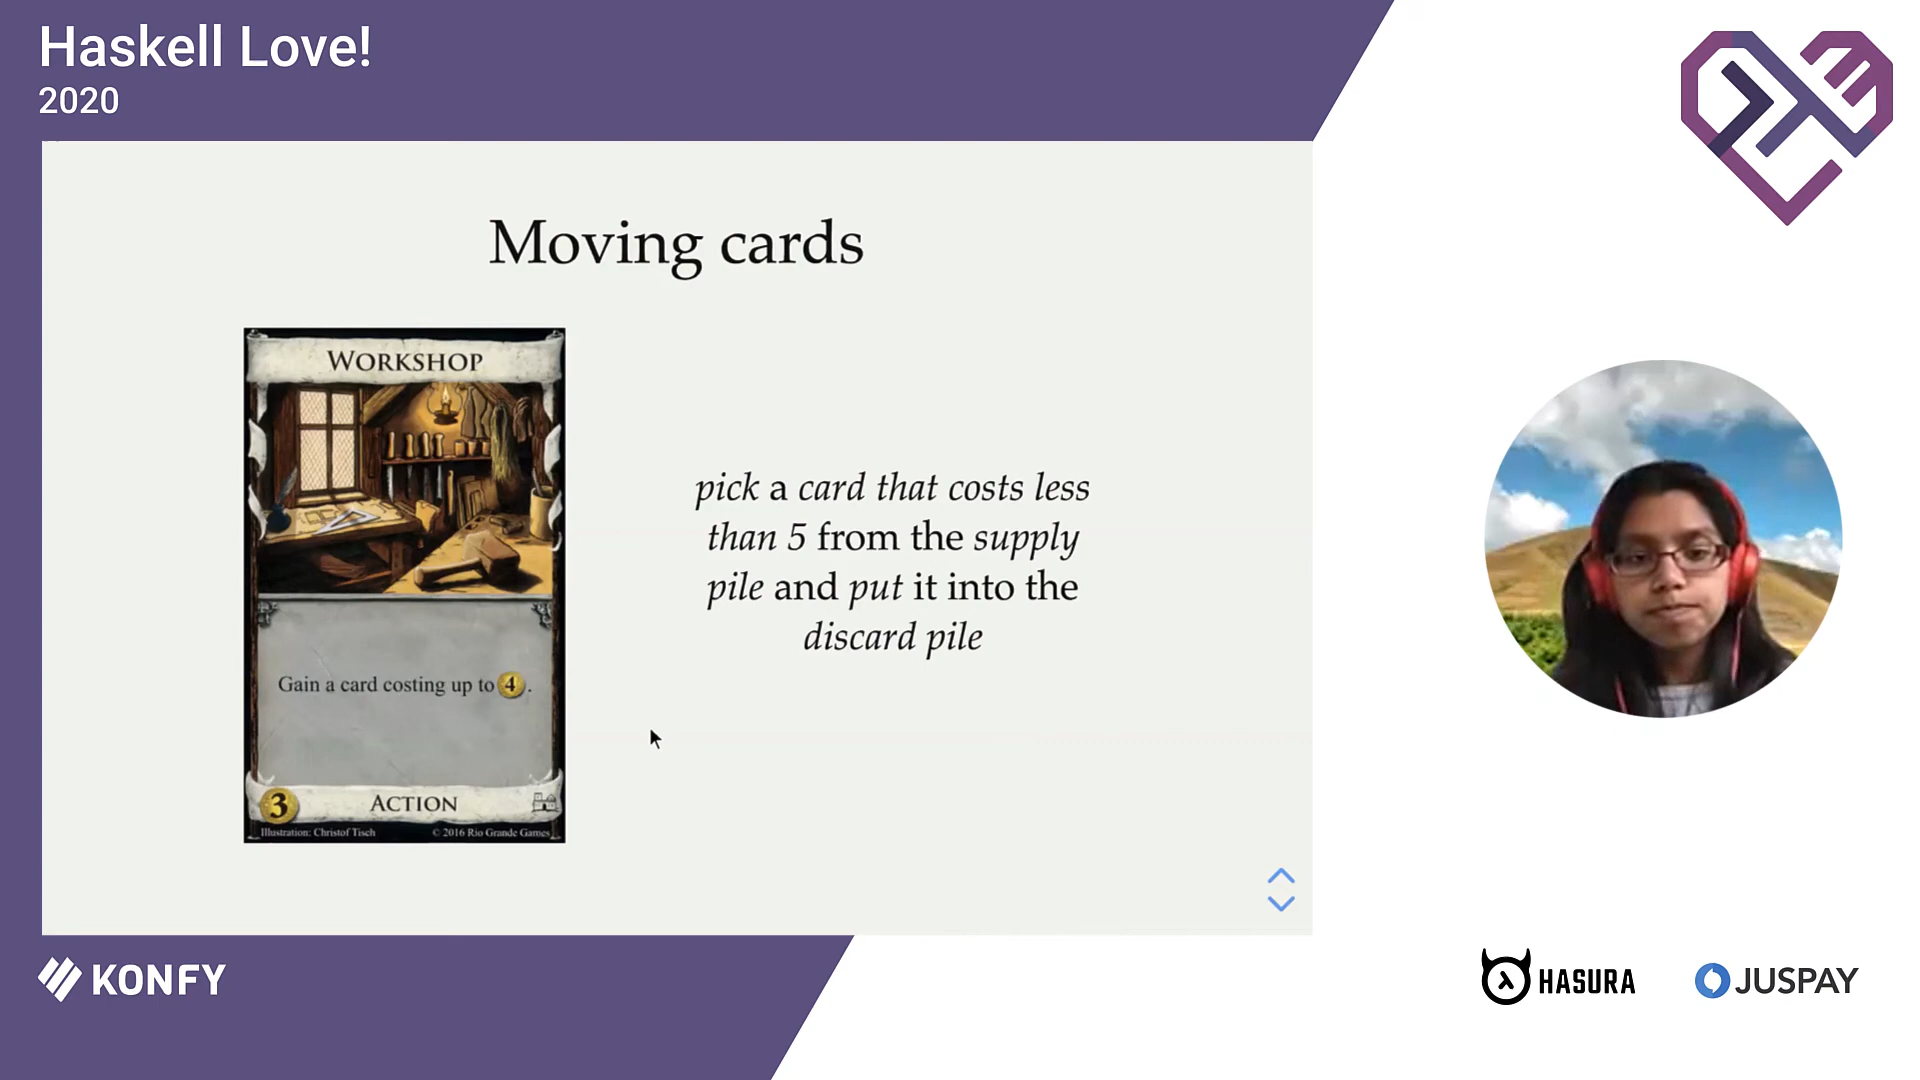 Haskell Love!
2020
Moving cards
WORKSHOP
Gain a card costing up to 4.
3
ACTION
Illustration: Christof Tisch
© 2016 Rio Grande Games
pick a card that costs less
than 5 from the supply
pile and put it into the
discard pile
KONFY
HASURA
JUSPAY